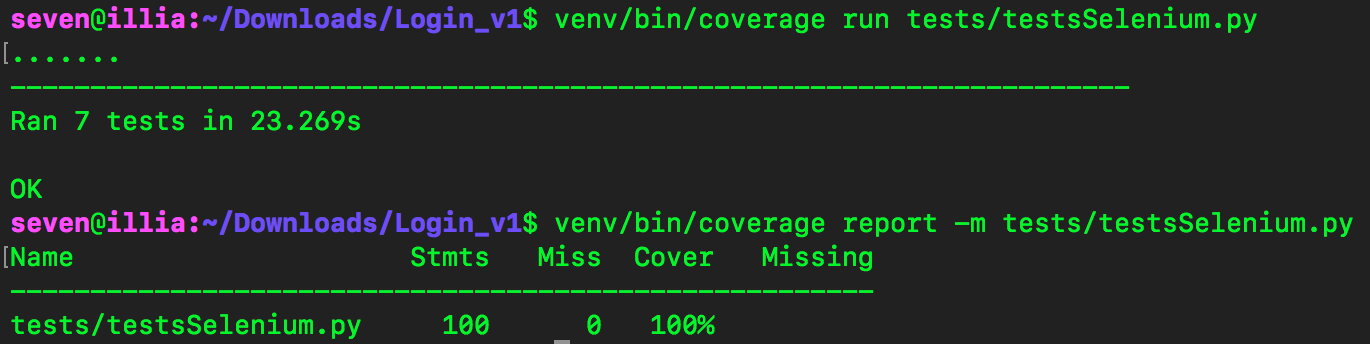 seven@illia:~/Downloads/Login_v1$ venv/bin/coverage run tests/testsSelenium.py
[.......
----------------------------------------------------------------------
Ran 7 tests in 23.269s
OK
seven@illia:~/Downloads/Login_v1$ venv/bin/coverage report -m tests/testsSelenium.py
[Name                     Stmts   Miss  Cover   Missing
------------------------------------------------------
tests/testsSelenium.py     100      0   100%